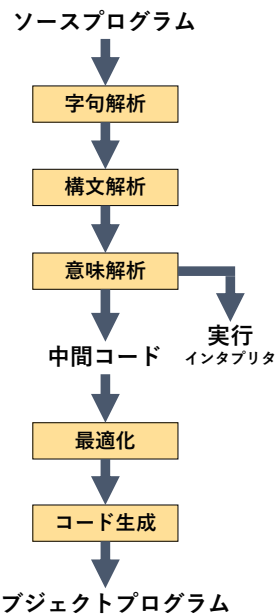 ソースプログラム
字句解析
構文解析
意味解析
実行
インタプリタ
中間コード
最適化
コード生成
ブジェクトプログラム